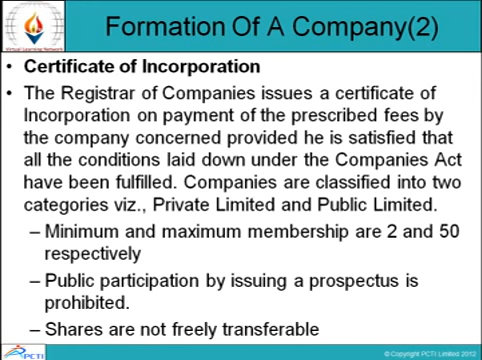 Formation Of A Company(2)
Virtual Learning Network
• Certificate of Incorporation
• The Registrar of Companies issues a certificate of
Incorporation on payment of the prescribed fees by
the company concerned provided he is satisfied that
all the conditions laid down under the Companies Act
have been fulfilled. Companies are classified into two
categories viz., Private Limited and Public Limited.
– Minimum and maximum membership are 2 and 50
respectively
– Public participation by issuing a prospectus is
prohibited.
– Shares are not freely transferable
PCTI
© Copyright PCTI Limited 2012